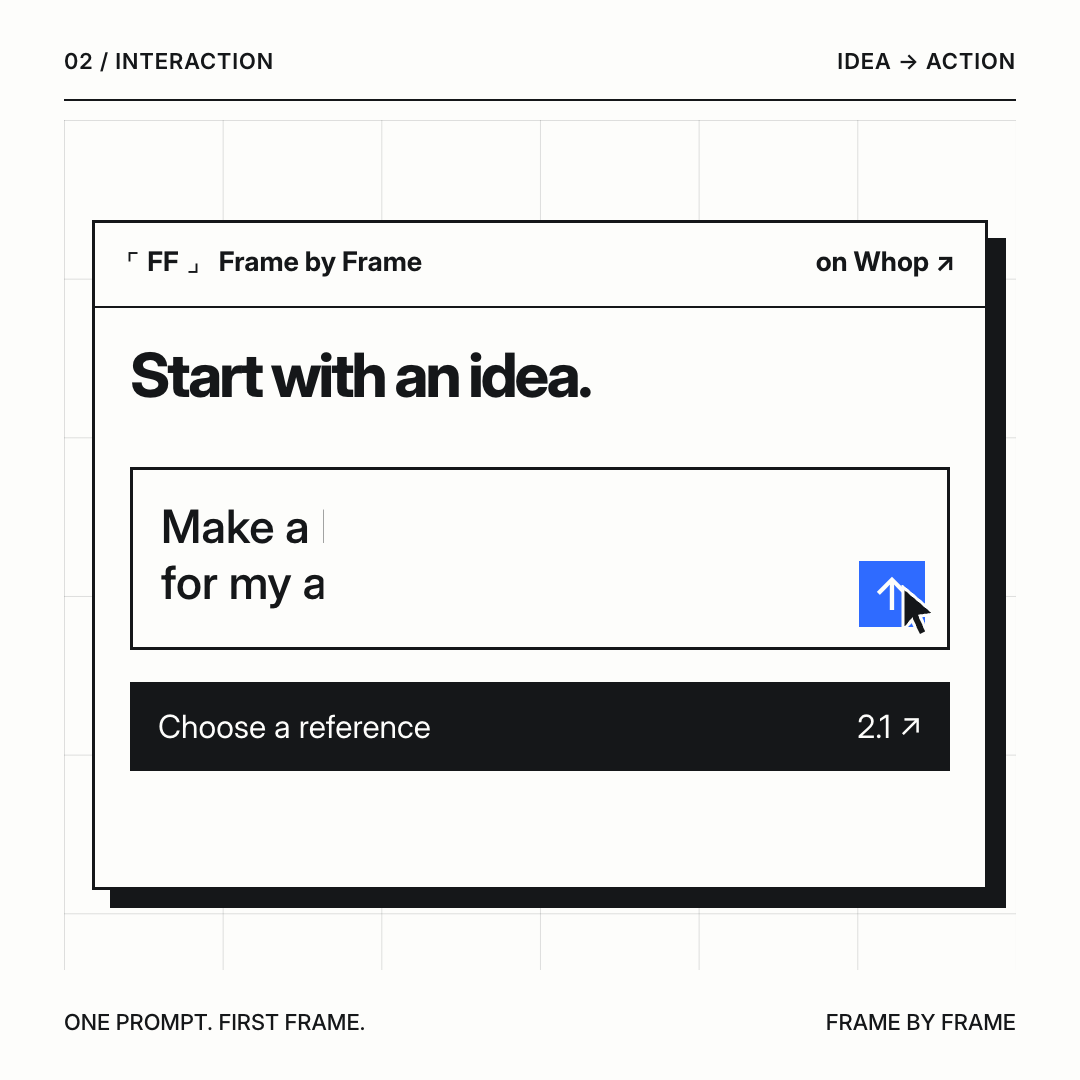 02 / INTERACTION
IDEA → ACTION
「 FF 」 Frame by Frame
on Whop ↗
Start with an idea.
Make a
for my a
Choose a reference
2.1 ↗
ONE PROMPT. FIRST FRAME.
FRAME BY FRAME